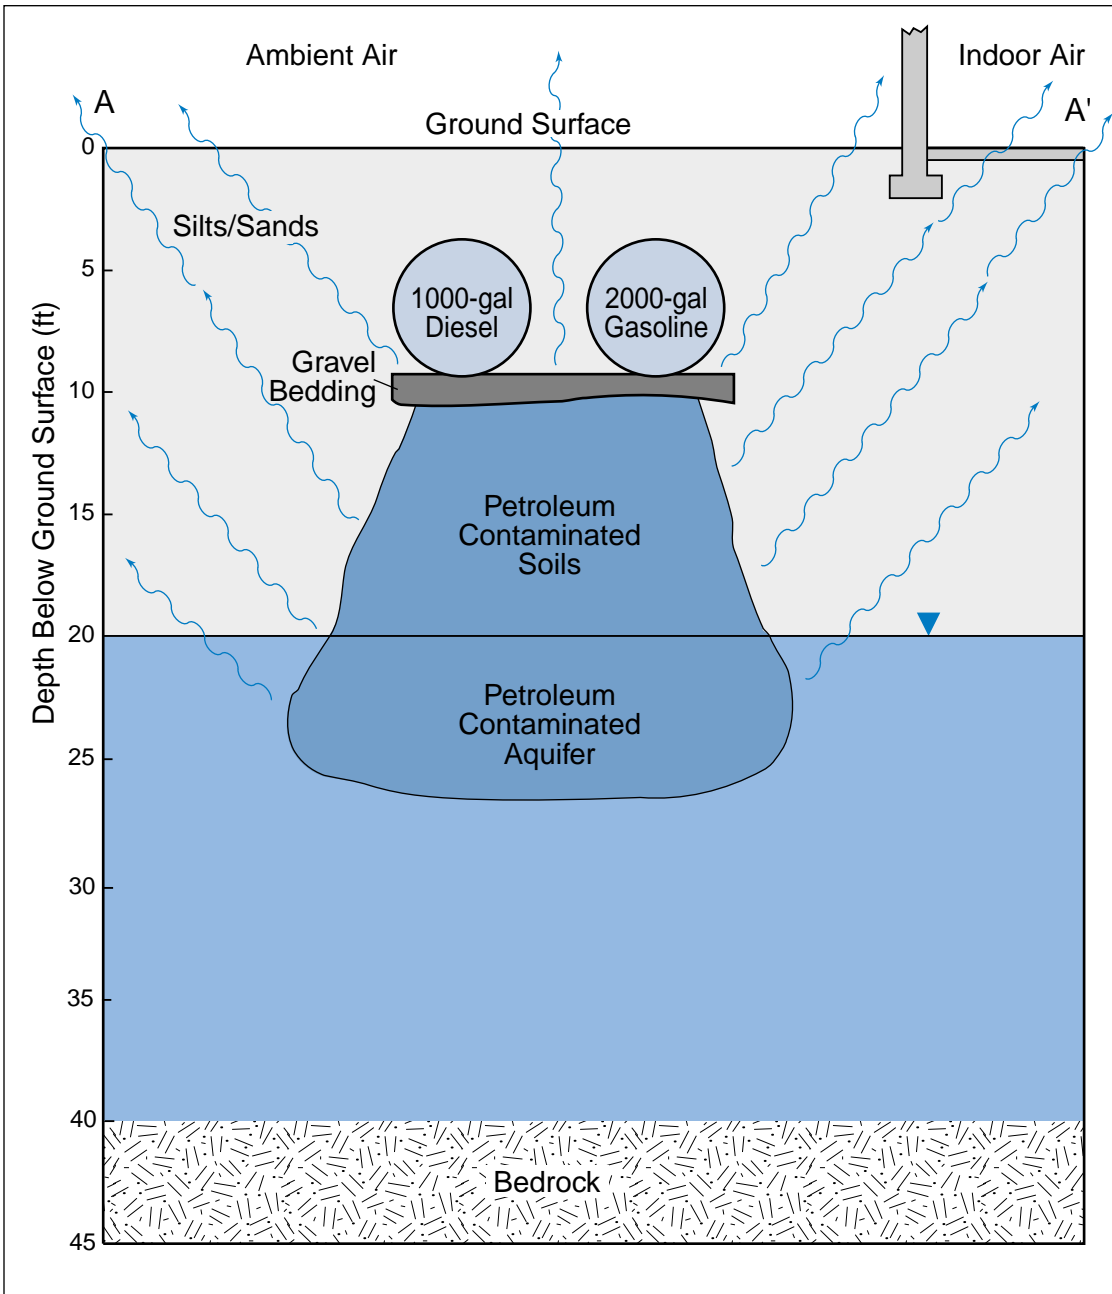 Ambient Air
Indoor Air
A
A'
Ground Surface
0
Silts/Sands
5
1000-gal
Diesel
2000-gal
Gasoline
Gravel
Bedding
10
Depth Below Ground Surface (ft)
15
Petroleum
Contaminated
Soils
20
Petroleum
Contaminated
Aquifer
25
30
35
40
Bedrock
45